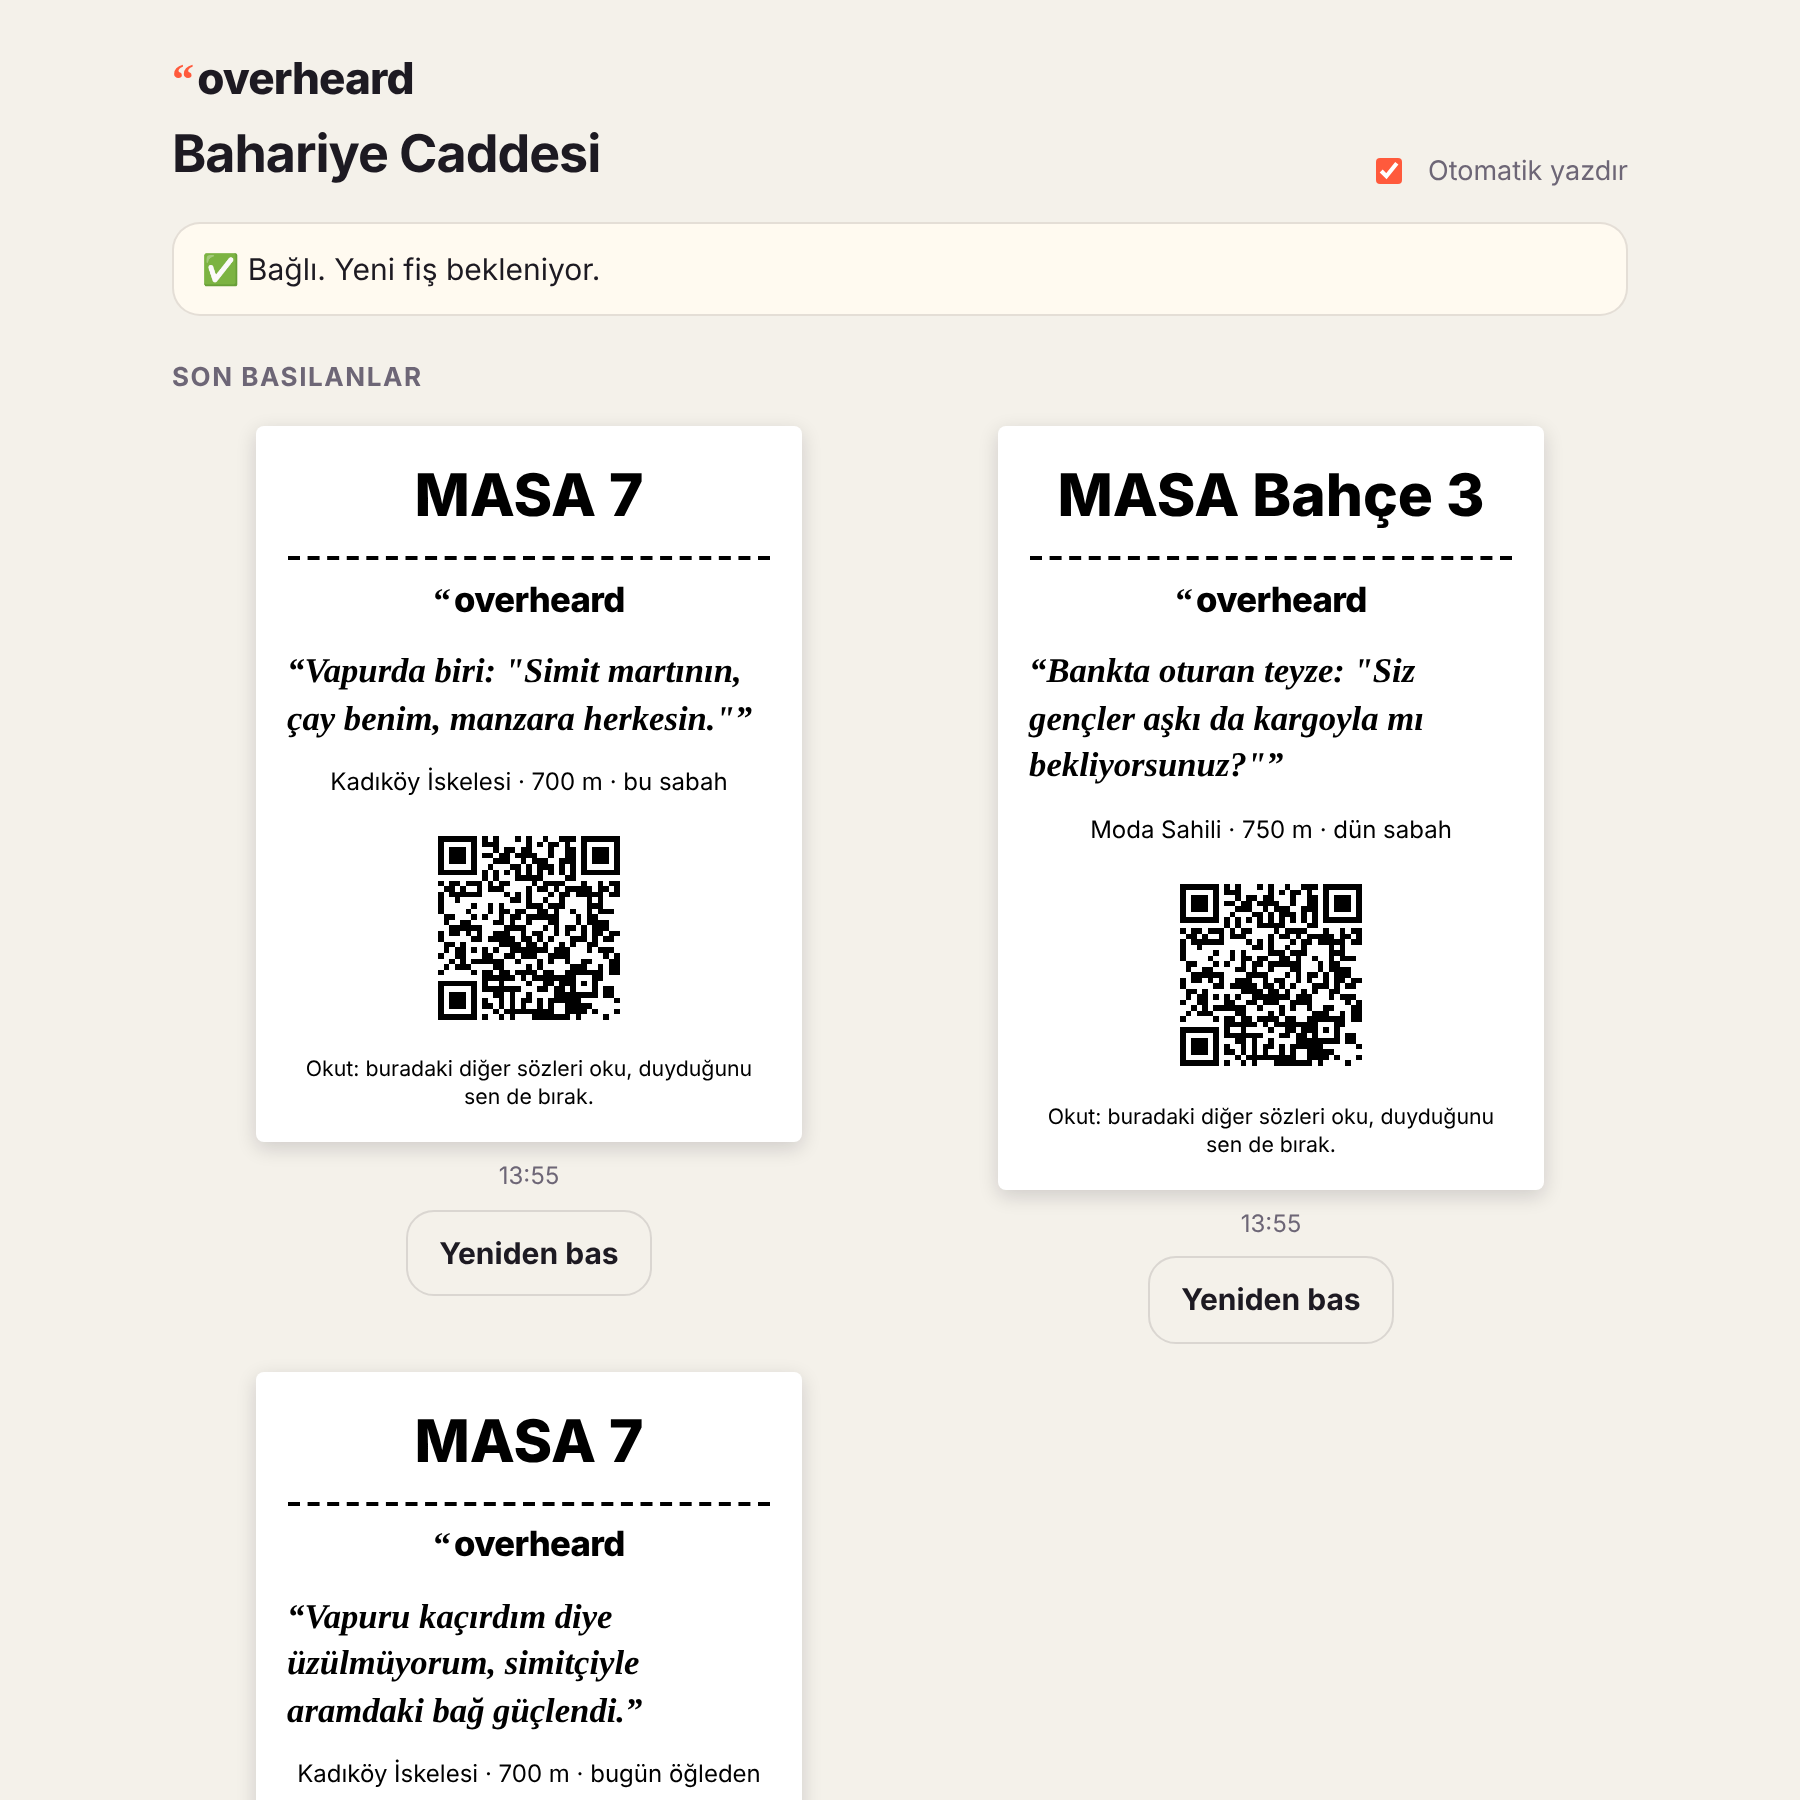 “overheard
Bahariye Caddesi
Otomatik yazdır
✅ Bağlı. Yeni fiş bekleniyor.
SON BASILANLAR
MASA 7
“overheard
“Vapurda biri: "Simit martının,
çay benim, manzara herkesin."”
Kadıköy İskelesi · 700 m · bu sabah
Okut: buradaki diğer sözleri oku, duyduğunu
sen de bırak.
13:55
Yeniden bas
MASA Bahçe 3
“overheard
“Bankta oturan teyze: "Siz
gençler aşkı da kargoyla mı
bekliyorsunuz?"”
Moda Sahili · 750 m · dün sabah
Okut: buradaki diğer sözleri oku, duyduğunu
sen de bırak.
13:55
Yeniden bas
MASA 7
“overheard
“Vapuru kaçırdım diye
üzülmüyorum, simitçiyle
aramdaki bağ güçlendi.”
Kadıköy İskelesi · 700 m · bugün öğleden